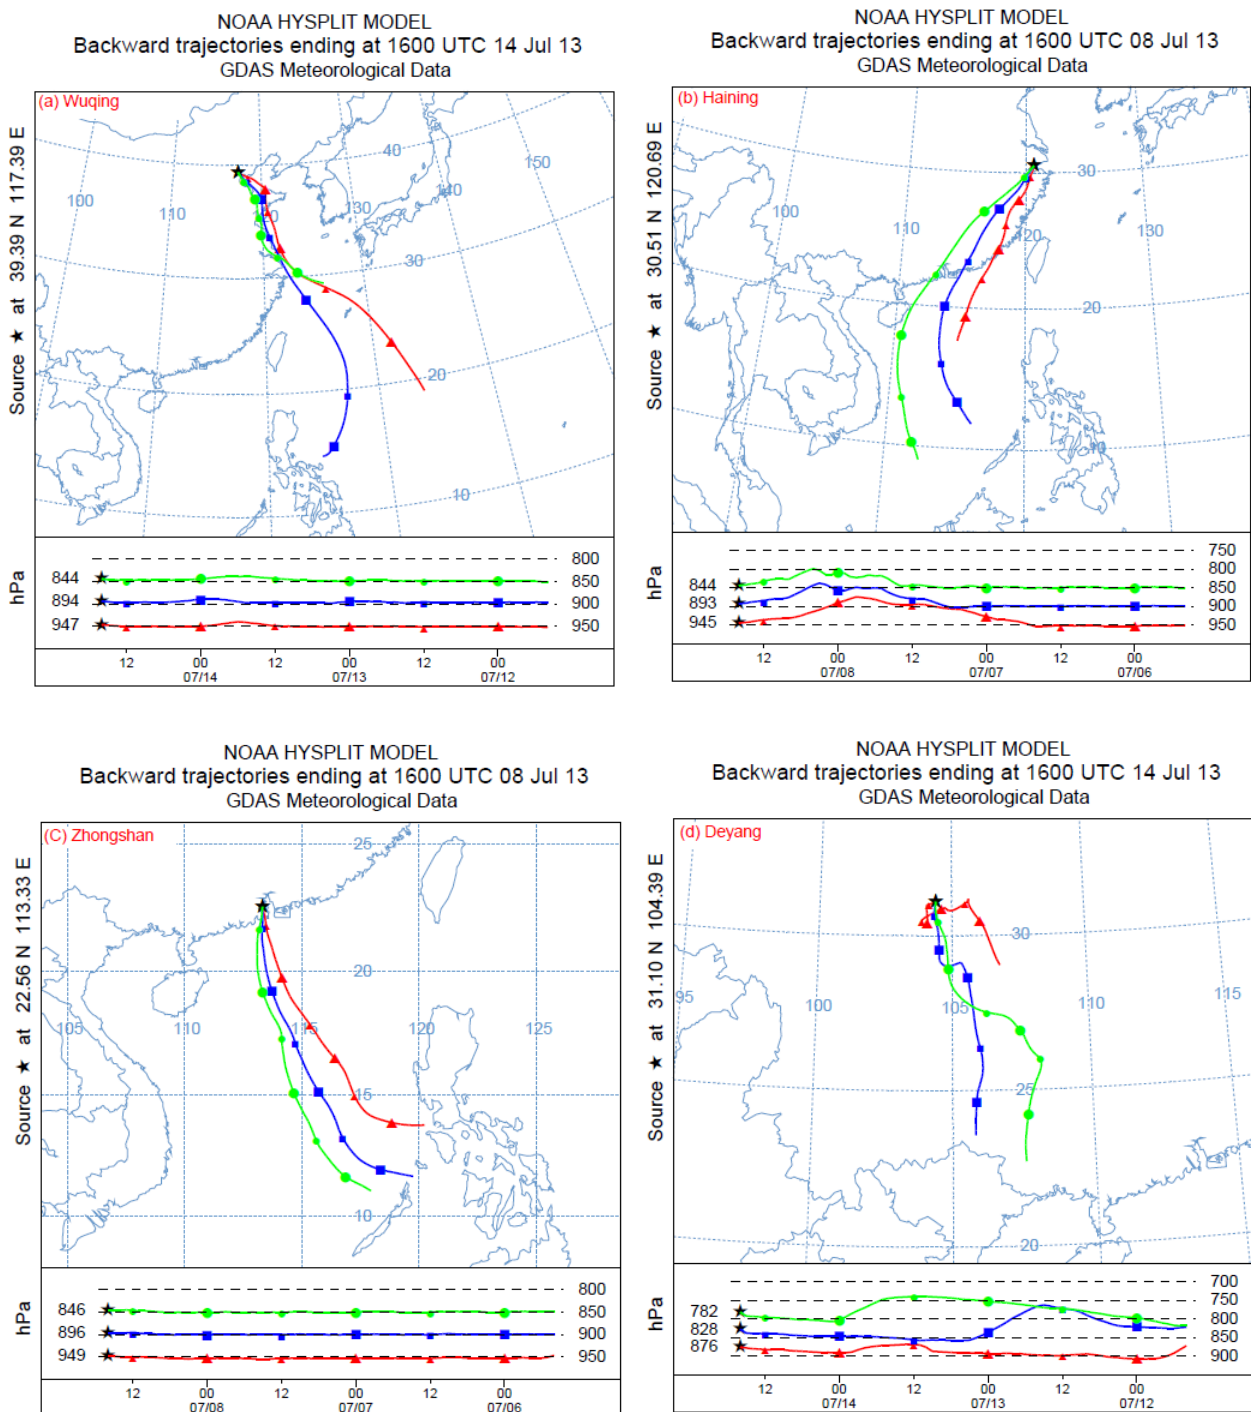 NOAA HYSPLIT MODEL
Backward trajectories ending at 1600 UTC 14 Jul 13
GDAS Meteorological Data
(a) Wuqing
Source ★ at 39.39 N 117.39 E
100
110
120
130
140
150
40
30
20
10
hPa
844
894
947
800
850
900
950
12 00 12 00 12 00
07/14 07/13 07/12
NOAA HYSPLIT MODEL
Backward trajectories ending at 1600 UTC 08 Jul 13
GDAS Meteorological Data
(b) Haining
Source ★ at 30.51 N 120.69 E
100
110
120
130
30
20
10
hPa
844
893
945
750
800
850
900
950
12 00 12 00 12 00
07/08 07/07 07/06
NOAA HYSPLIT MODEL
Backward trajectories ending at 1600 UTC 08 Jul 13
GDAS Meteorological Data
(C) Zhongshan
Source ★ at 22.56 N 113.33 E
25
20
105 110 115 120 125
15
10
hPa
846
896
949
800
850
900
950
12 00 12 00 12 00
07/08 07/07 07/06
NOAA HYSPLIT MODEL
Backward trajectories ending at 1600 UTC 14 Jul 13
GDAS Meteorological Data
(d) Deyang
Source ★ at 31.10 N 104.39 E
30
95 100 105 110 115
25
20
hPa
782
828
876
700
750
800
850
900
12 00 12 00 12 00
07/14 07/13 07/12